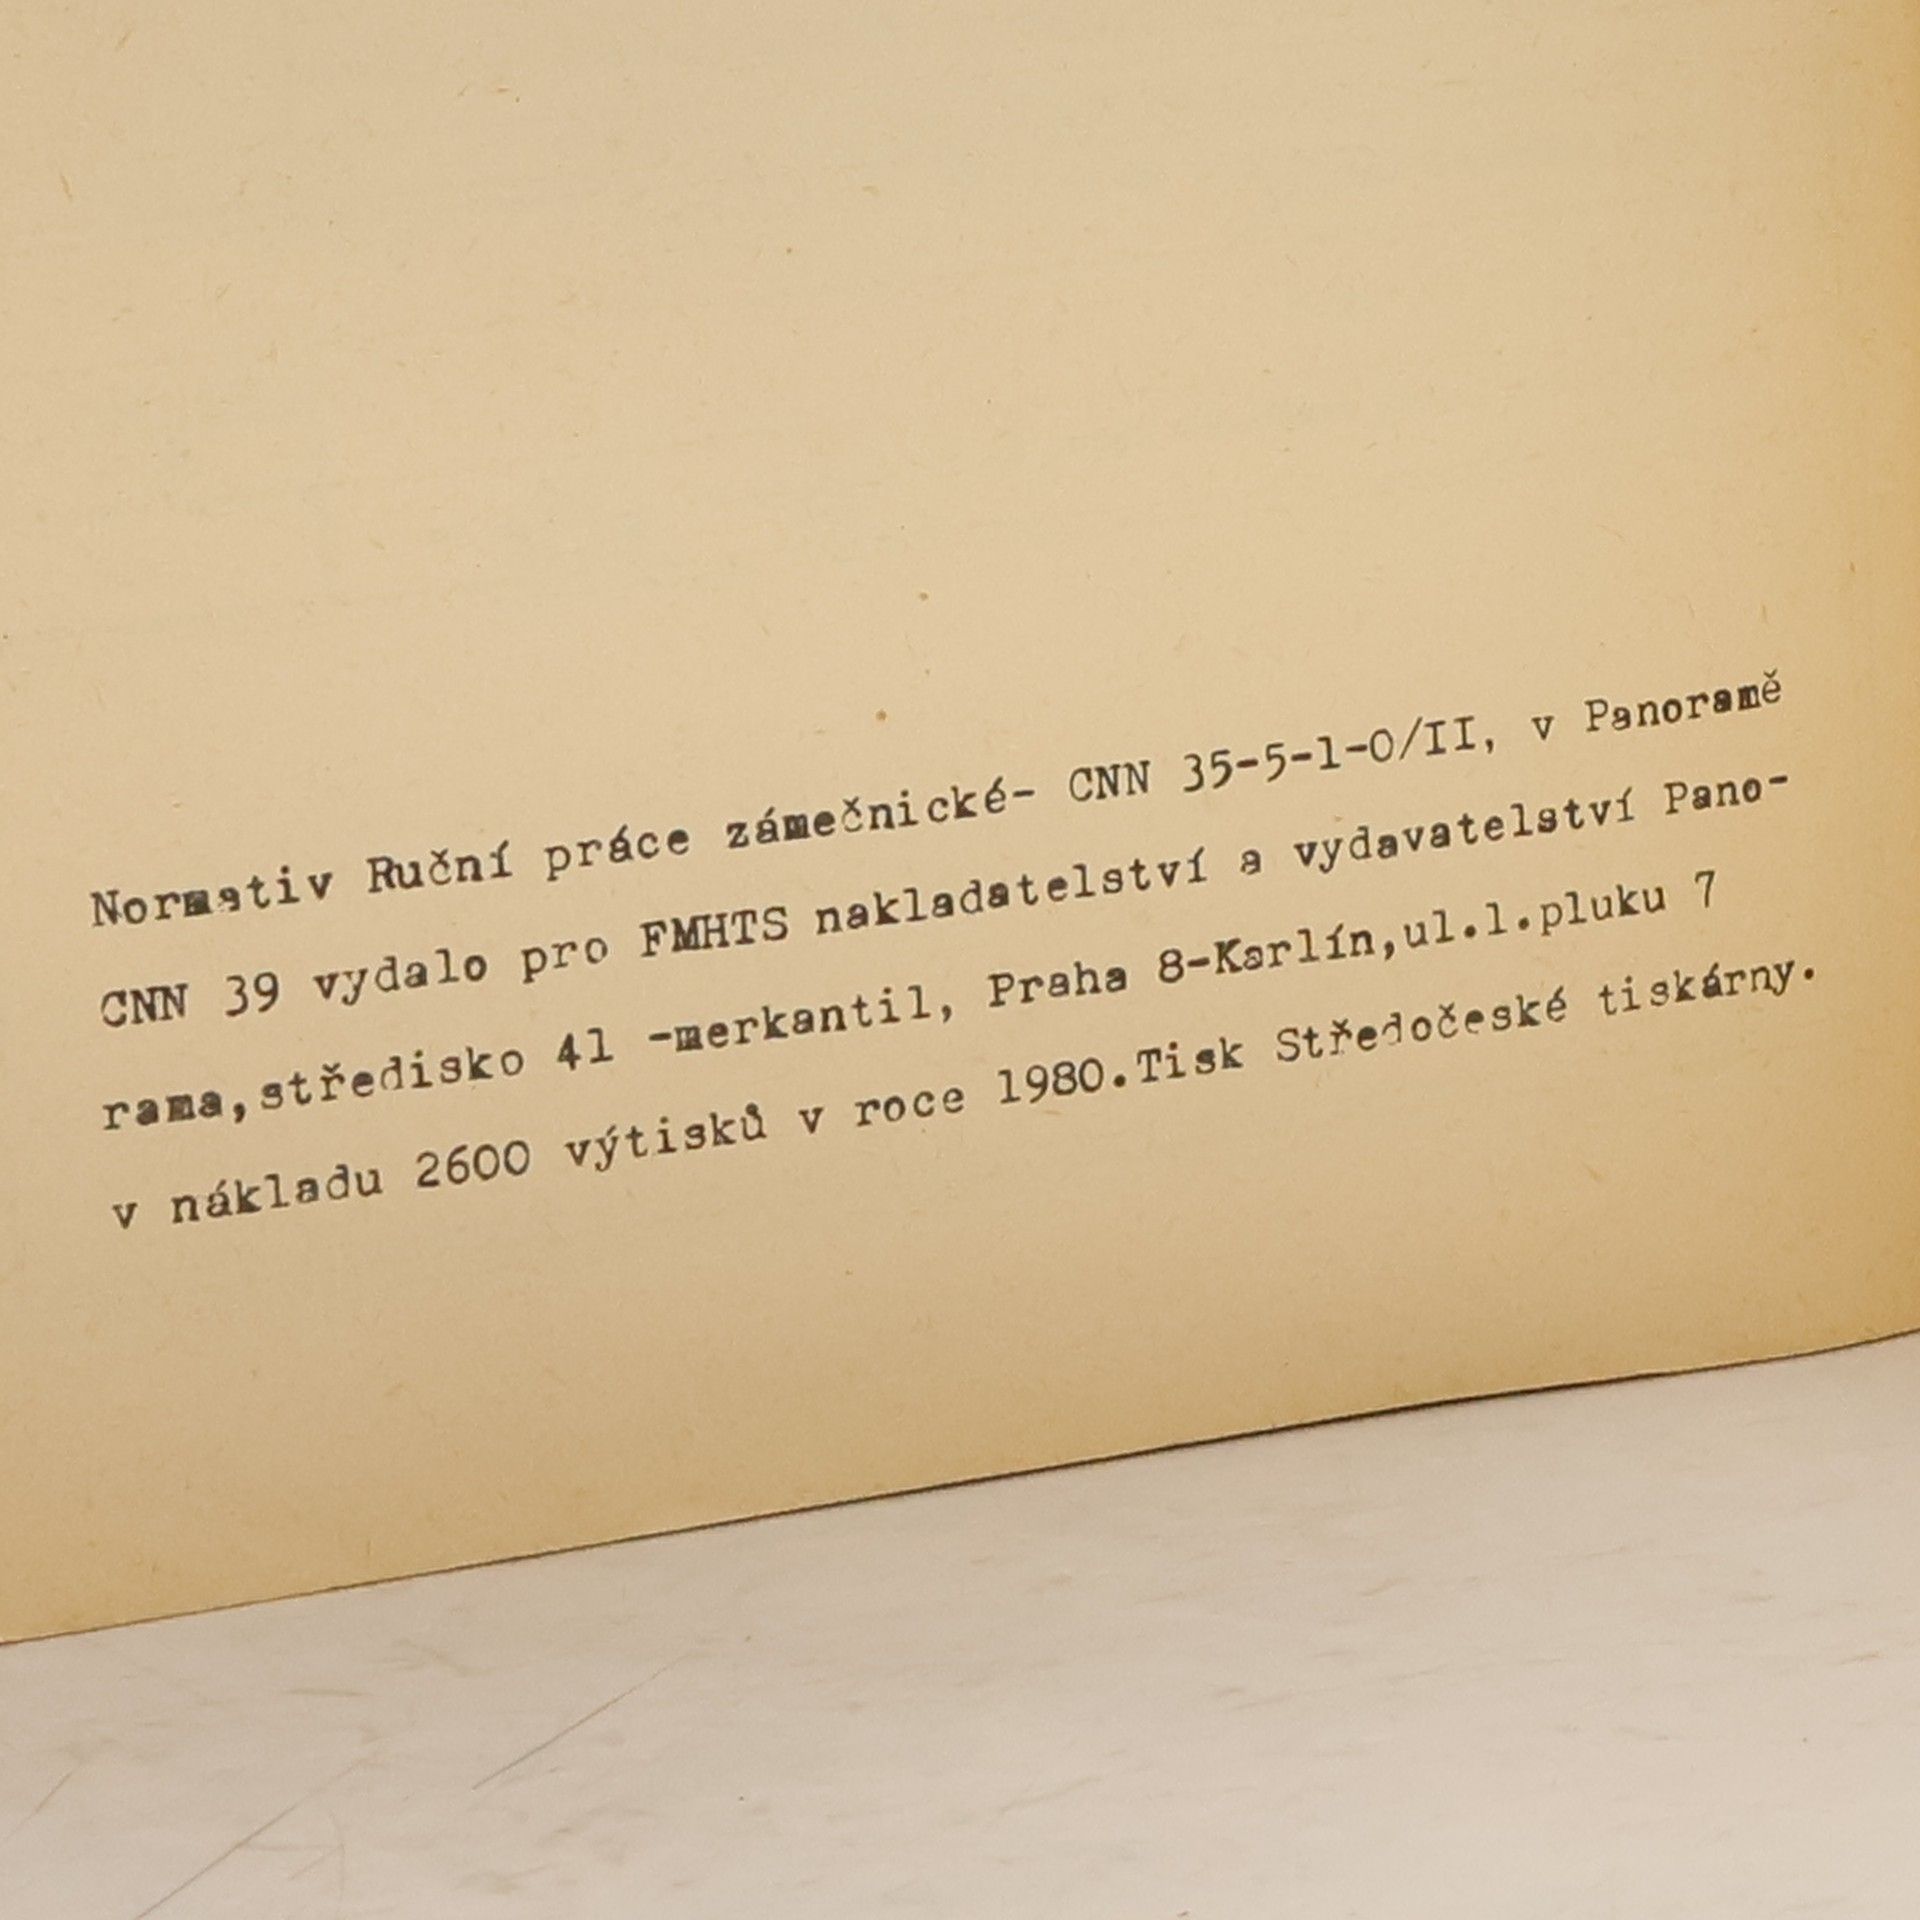 Normativ Ruční práce zámečnické- CNN 35-5-1-0/II, v Panoramě
CNN 39 vydalo pro FMHTS nakladatelství a vydavatelství Pano-
rama,středisko 41 -merkantil, Praha 8-Karlín,ul.1.pluku 7
v nákladu 2600 výtisků v roce 1980.Tisk Středočeské tiskárny.